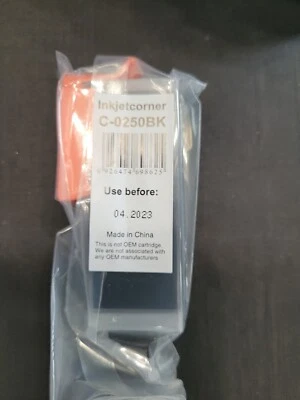 Inkjetcorner
C-0250BK
Use before:
04.2023
Made in China
This is not OEM cartridge.
We are not associated with
any OEM manufacturers